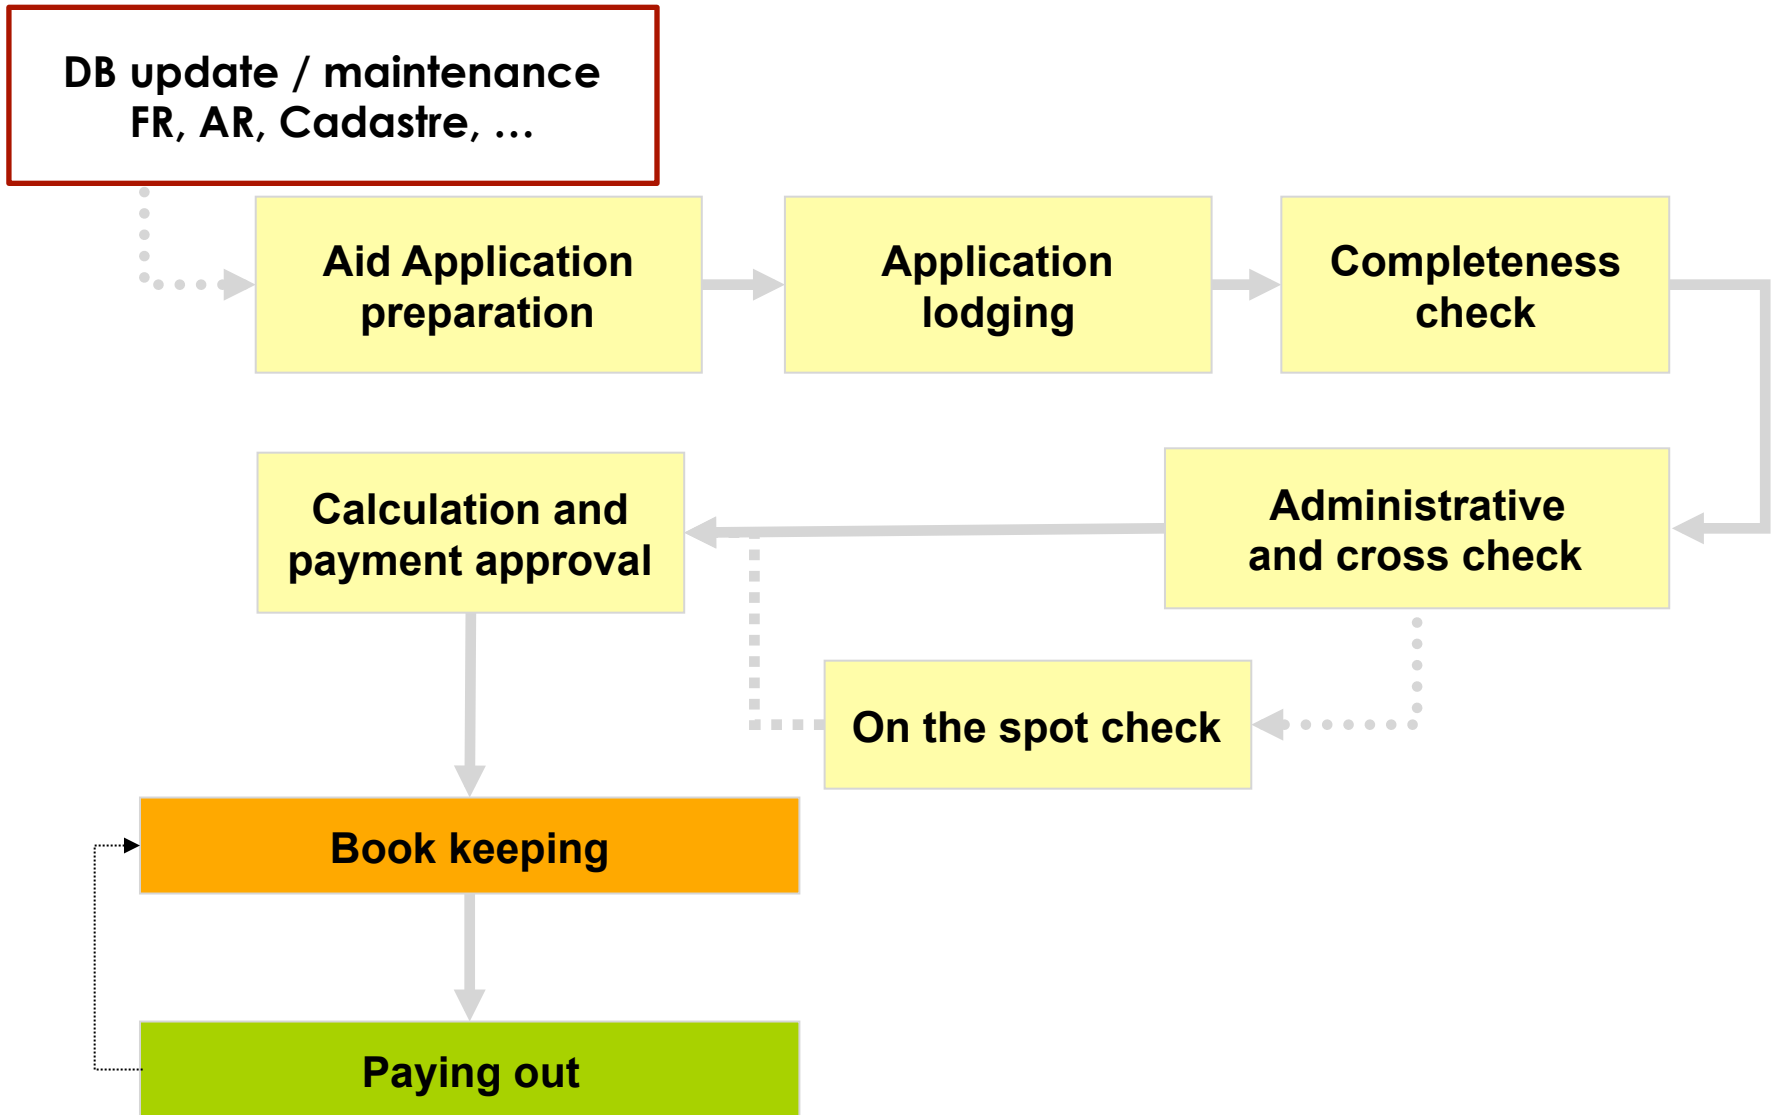 DB update / maintenance
FR, AR, Cadastre, ...
Aid Application
preparation
Application
lodging
Completeness
check
Calculation and
payment approval
Administrative
and cross check
On the spot check
Book keeping
Paying out